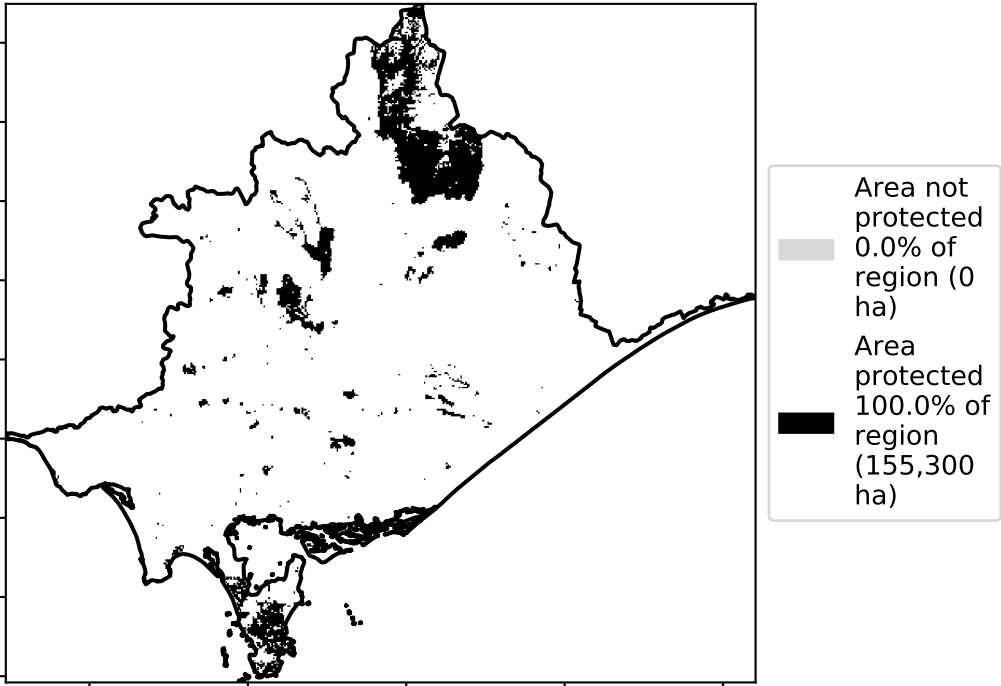 Area not
protected
0.0% of
region (0
ha)
Area
protected
100.0% of
region
(155,300
ha)